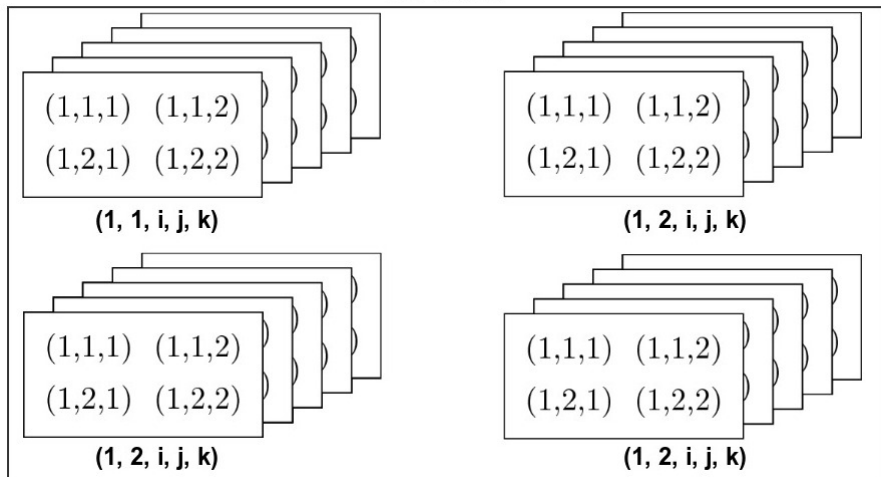 (1,1,1) (1,1,2) (1,1,1) (1,1,2)
(1,2,1) (1,2,2) (1,2,1) (1,2,2)
(1, 1, i, j, k) (1, 2, i, j, k)
(1,1,1) (1,1,2) (1,1,1) (1,1,2)
(1,2,1) (1,2,2) (1,2,1) (1,2,2)
(1, 2, i, j, k) (1, 2, i, j, k)